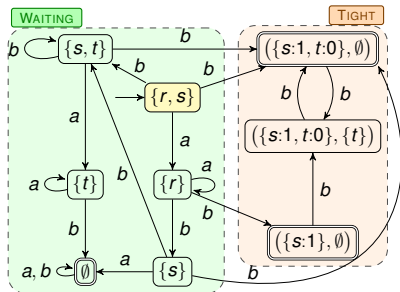 WAITING
TIGHT
b
{s, t}
b
({s:1, t:0}, ∅)
b
b
{r, s}
b
b
a
a
({s:1, t:0}, {t})
a
{t}
b
{r}
a
b
b
b
b
({s:1}, ∅)
a, b
∅
a
{s}
b